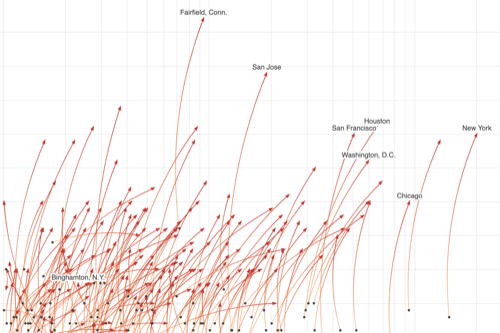 Fairfield, Conn.
San Jose
Houston
San Francisco
New York
Washington, D.C.
Chicago
Binghamton, N.Y.